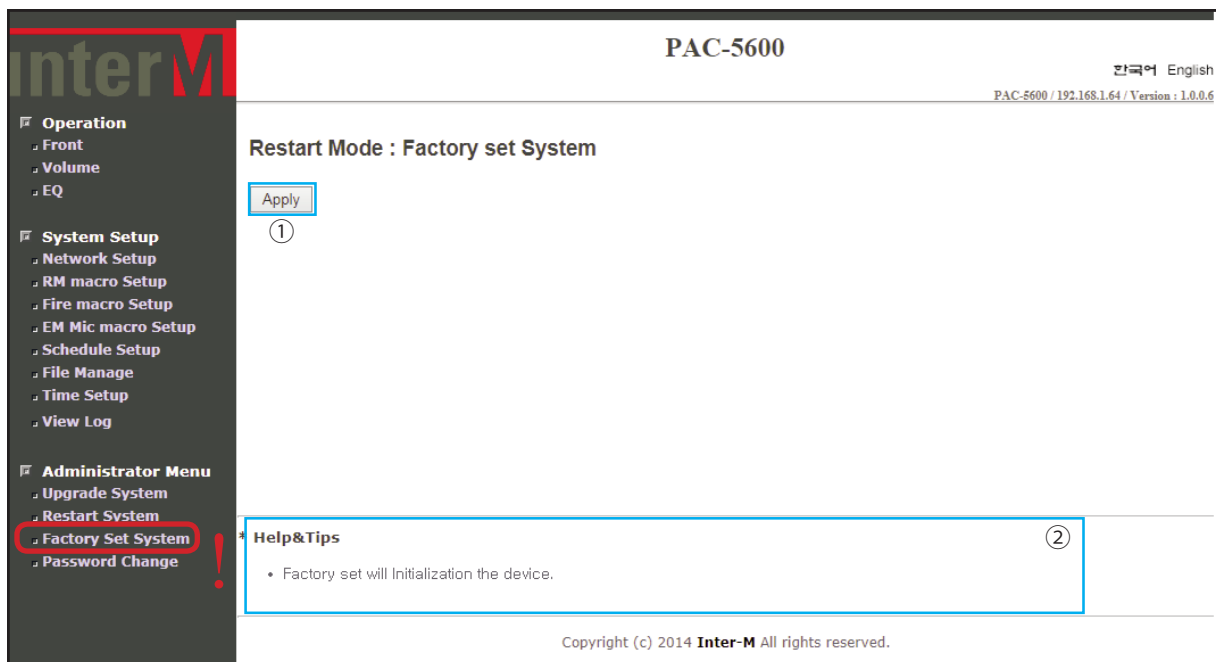 inter M
PAC-5600
한국어 English
PAC-5600 / 192.168.1.64 / Version : 1.0.0.6
Operation
Front
Volume
EQ
System Setup
Network Setup
RM macro Setup
Fire macro Setup
EM Mic macro Setup
Schedule Setup
File Manage
Time Setup
View Log
Administrator Menu
Upgrade System
Restart System
Factory Set System
!
Password Change
Restart Mode : Factory set System
Apply
①
* Help&Tips
②
• Factory set will Initialization the device.
Copyright (c) 2014 Inter-M All rights reserved.